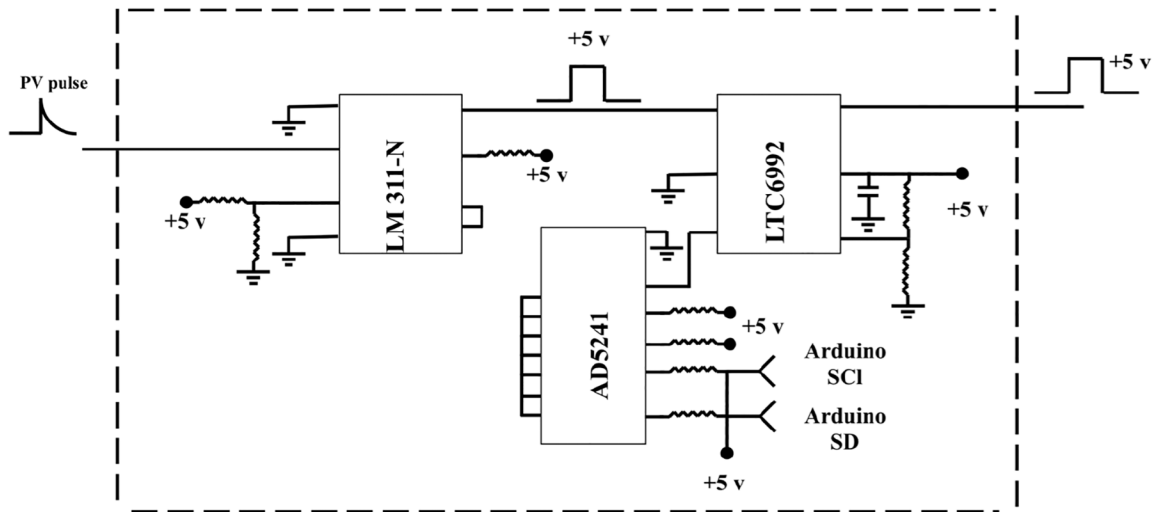 +5 v
+5 v
PV pulse
LM 311-N
LTC6992
+5 v
+5 v
+5 v
AD5241
+5 v
Arduino
SCl
Arduino
SD
+5 v